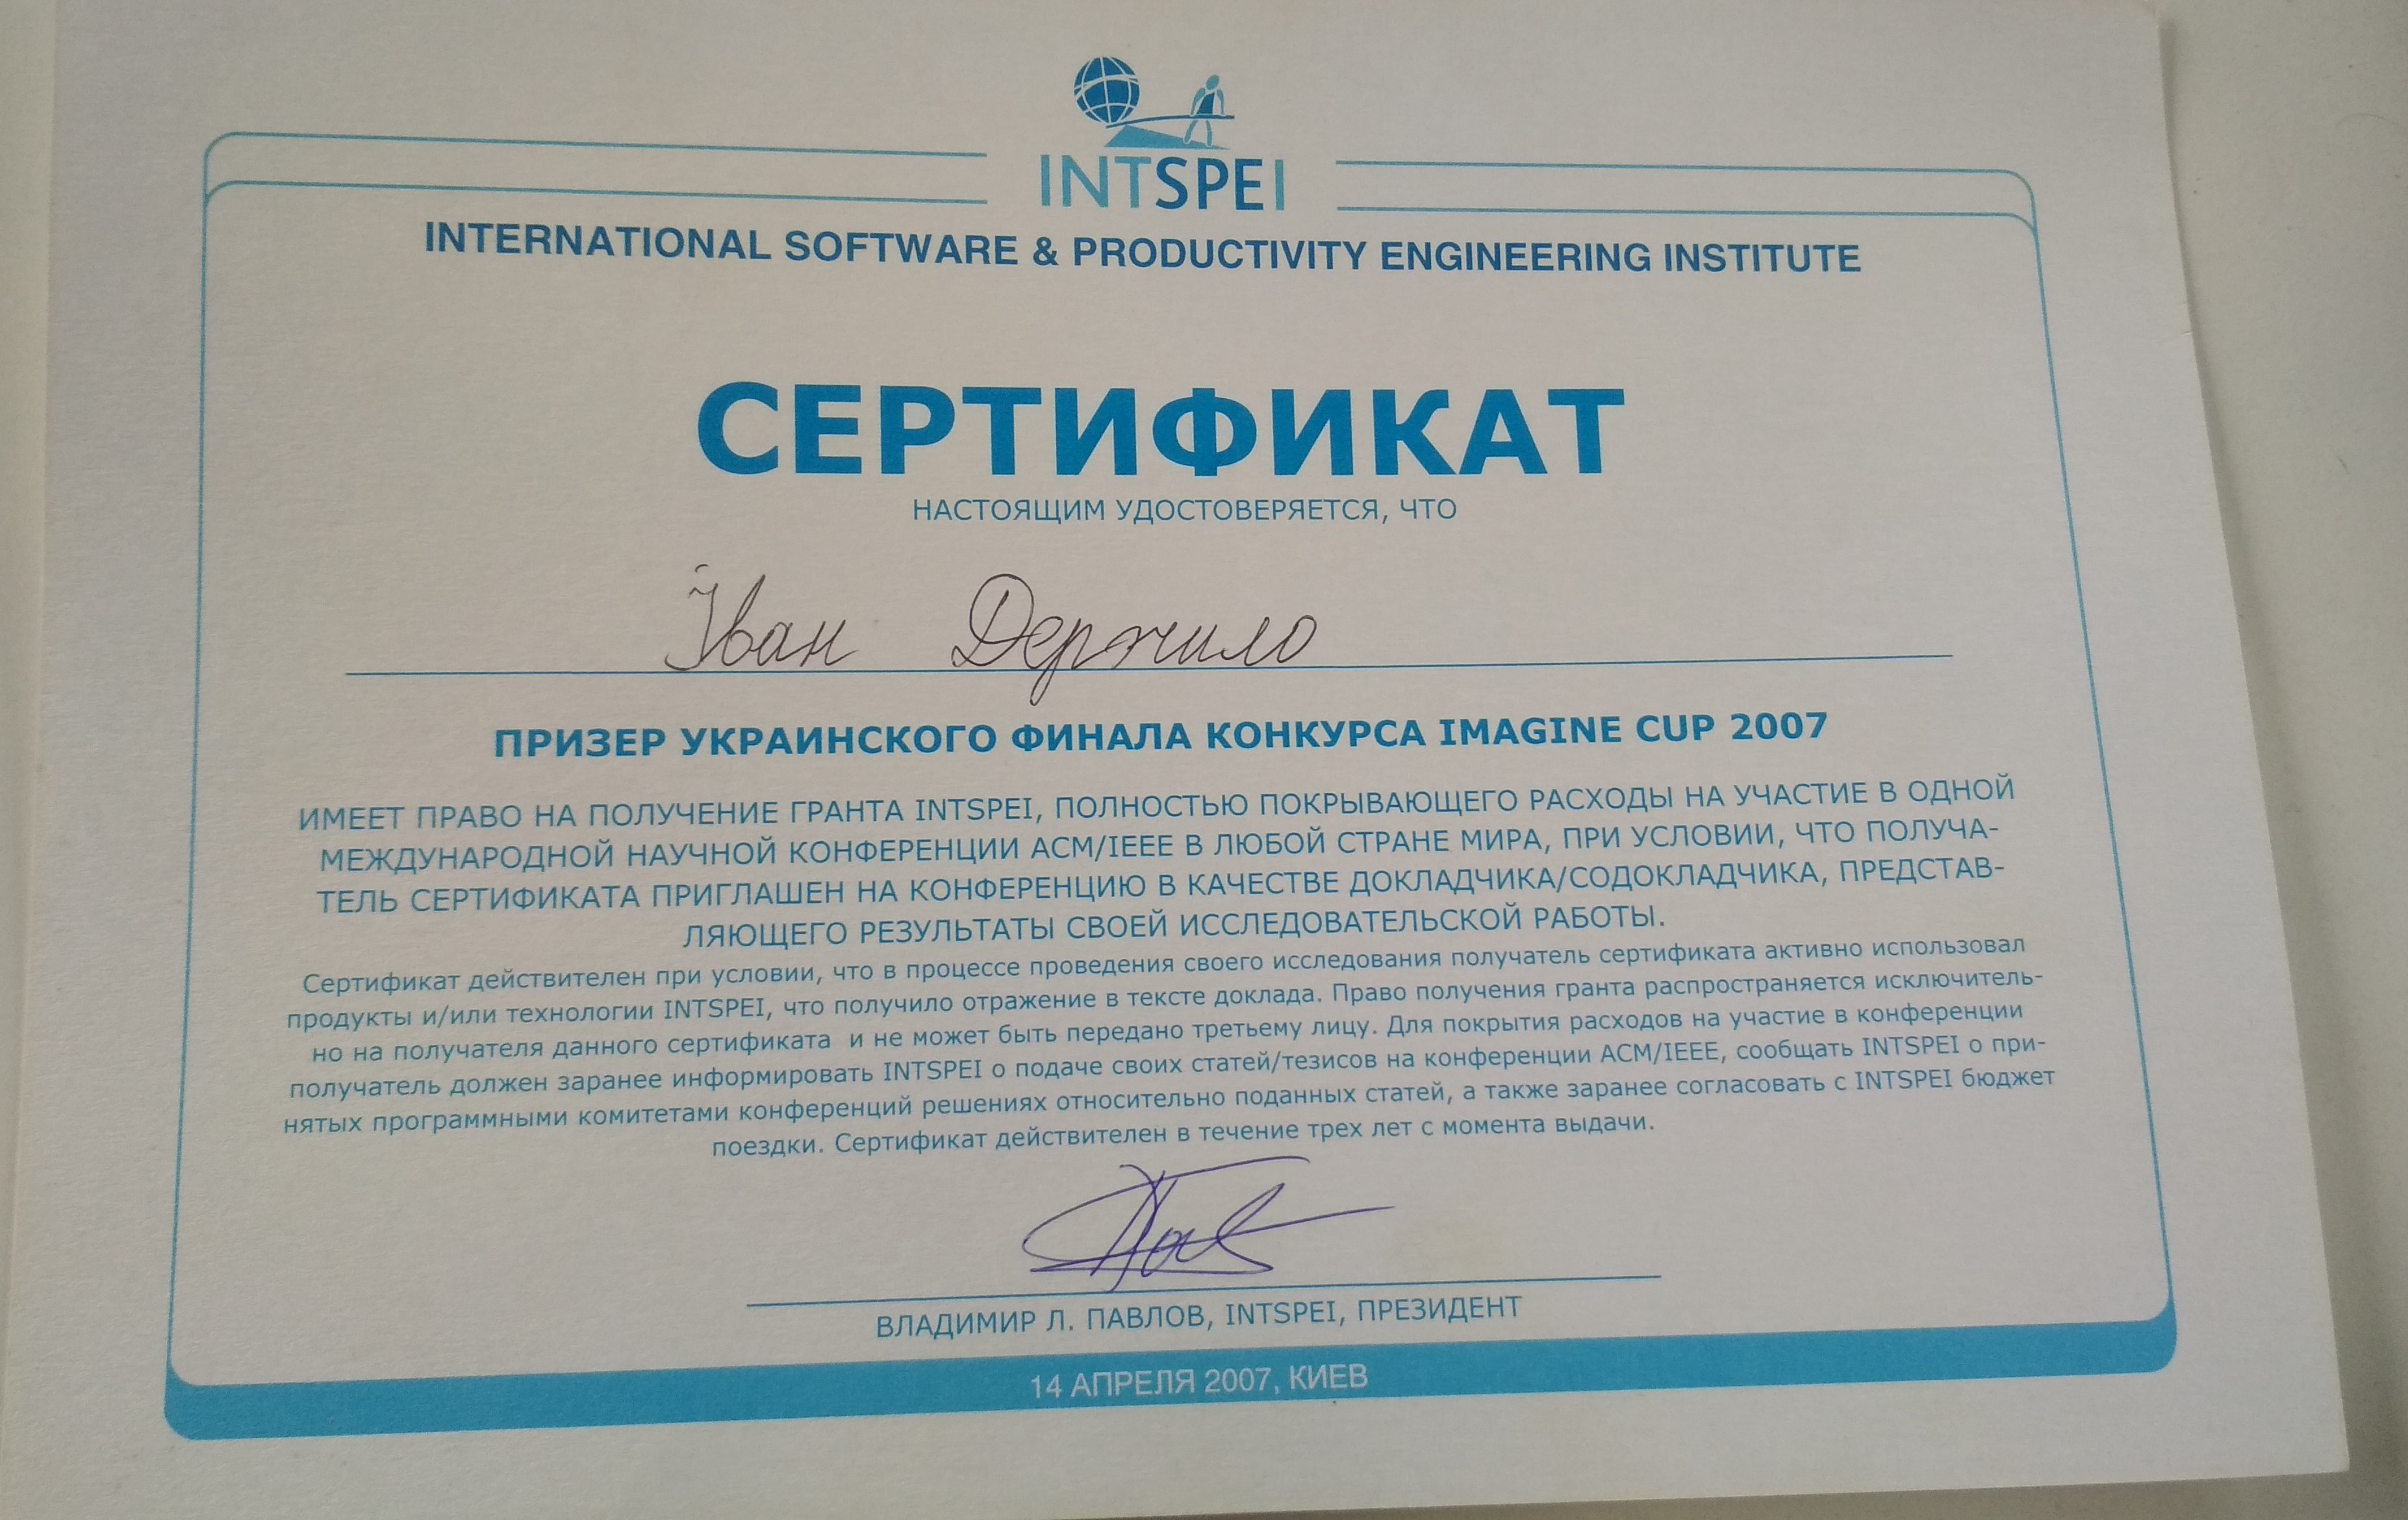 INTSPEI
INTERNATIONAL SOFTWARE & PRODUCTIVITY ENGINEERING INSTITUTE
СЕРТИФИКАТ
НАСТОЯЩИМ УДОСТОВЕРЯЕТСЯ, ЧТО
Іван Держило
ПРИЗЕР УКРАИНСКОГО ФИНАЛА КОНКУРСА IMAGINE CUP 2007
ИМЕЕТ ПРАВО НА ПОЛУЧЕНИЕ ГРАНТА INTSPEI, ПОЛНОСТЬЮ ПОКРЫВАЮЩЕГО РАСХОДЫ НА УЧАСТИЕ В ОДНОЙ
МЕЖДУНАРОДНОЙ НАУЧНОЙ КОНФЕРЕНЦИИ ACM/IEEE В ЛЮБОЙ СТРАНЕ МИРА, ПРИ УСЛОВИИ, ЧТО ПОЛУЧА-
ТЕЛЬ СЕРТИФИКАТА ПРИГЛАШЕН НА КОНФЕРЕНЦИЮ В КАЧЕСТВЕ ДОКЛАДЧИКА/СОДОКЛАДЧИКА, ПРЕДСТАВ-
ЛЯЮЩЕГО РЕЗУЛЬТАТЫ СВОЕЙ ИССЛЕДОВАТЕЛЬСКОЙ РАБОТЫ.
Сертификат действителен при условии, что в процессе проведения своего исследования получатель сертификата активно использовал
продукты и/или технологии INTSPEI, что получило отражение в тексте доклада. Право получения гранта распространяется исключитель-
но на получателя данного сертификата и не может быть передано третьему лицу. Для покрытия расходов на участие в конференции
получатель должен заранее информировать INTSPEI о подаче своих статей/тезисов на конференции ACM/IEEE, сообщать INTSPEI о при-
нятых программными комитетами конференций решениях относительно поданных статей, а также заранее согласовать с INTSPEI бюджет
поездки. Сертификат действителен в течение трех лет с момента выдачи.
ВЛАДИМИР Л. ПАВЛОВ, INTSPEI, ПРЕЗИДЕНТ
14 АПРЕЛЯ 2007, КИЕВ